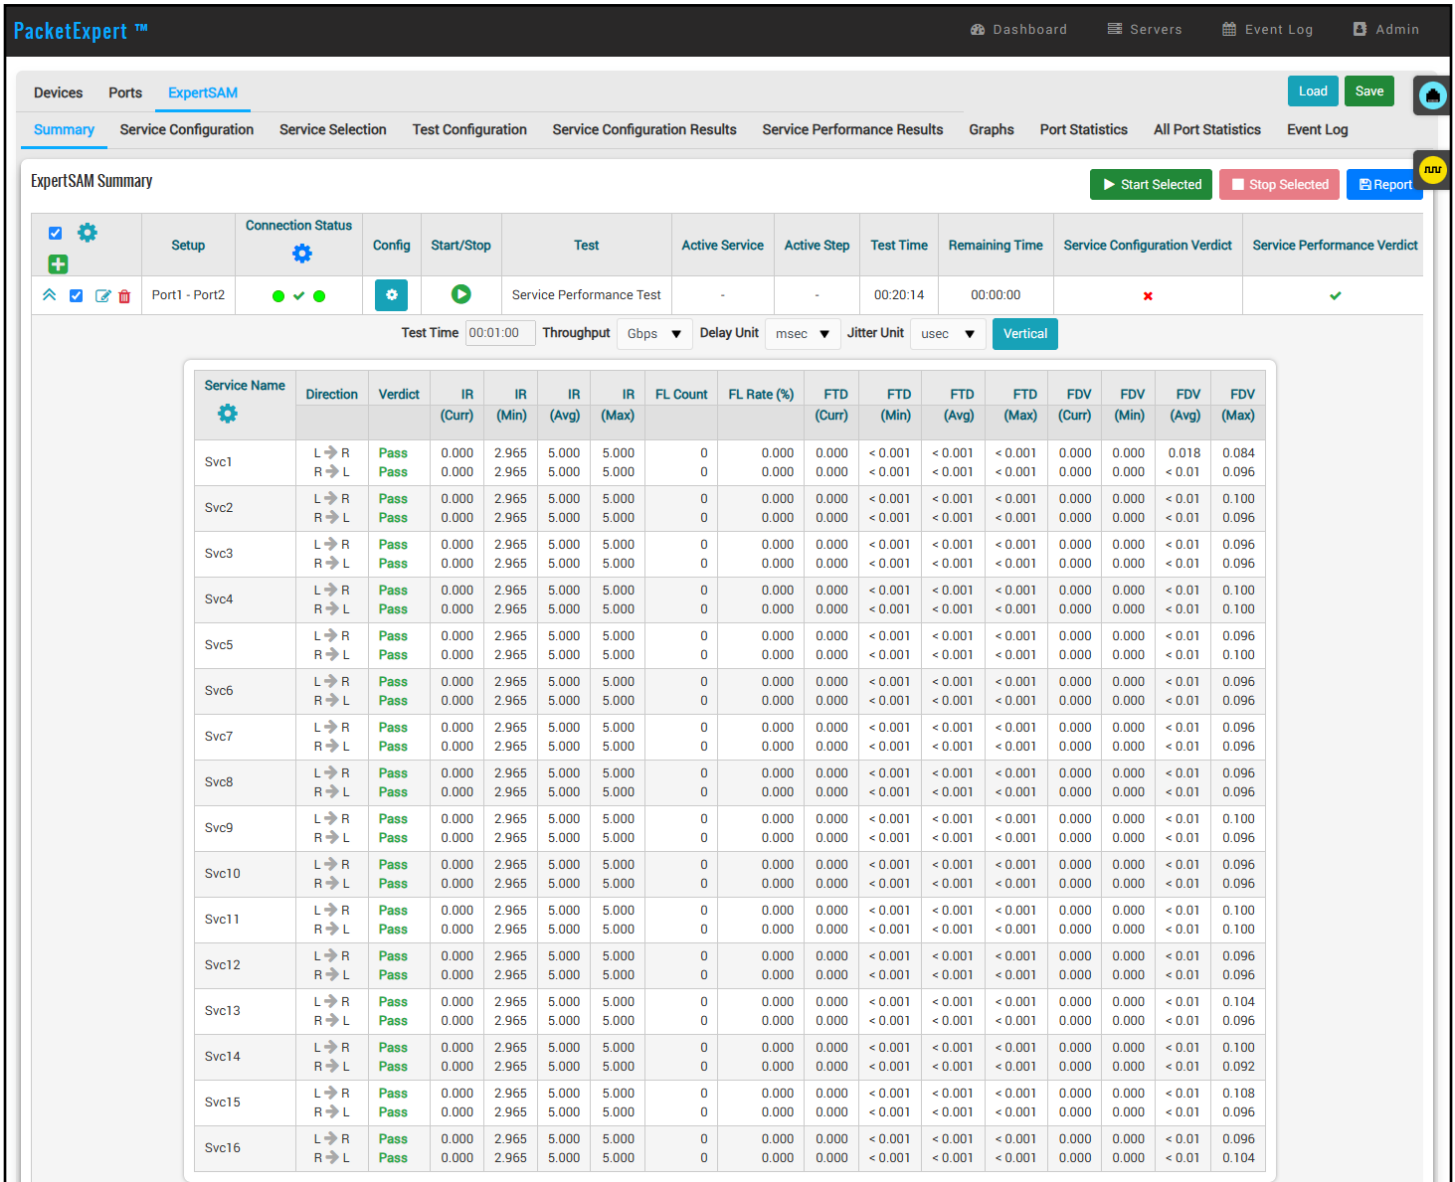 PacketExpert ™
Dashboard Servers Event Log Admin
Devices Ports ExpertSAM Load Save
Summary Service Configuration Service Selection Test Configuration Service Configuration Results Service Performance Results Graphs Port Statistics All Port Statistics Event Log
ExpertSAM Summary Start Selected Stop Selected Report
Setup Connection Status Config Start/Stop Test Active Service Active Step Test Time Remaining Time Service Configuration Verdict Service Performance Verdict
Port1 - Port2 Service Performance Test - - 00:20:14 00:00:00
Test Time 00:01:00 Throughput Gbps Delay Unit msec Jitter Unit usec Vertical
Service Name Direction Verdict IR IR IR IR FL Count FL Rate (%) FTD FTD FTD FTD FDV FDV FDV FDV
(Curr) (Min) (Avg) (Max) (Curr) (Min) (Avg) (Max) (Curr) (Min) (Avg) (Max)
Svc1
L R Pass 0.000 2.965 5.000 5.000 0 0.000 0.000 < 0.001 < 0.001 < 0.001 0.000 0.000 0.018 0.084
R L Pass 0.000 2.965 5.000 5.000 0 0.000 0.000 < 0.001 < 0.001 < 0.001 0.000 0.000 < 0.01 0.096
Svc2
L R Pass 0.000 2.965 5.000 5.000 0 0.000 0.000 < 0.001 < 0.001 < 0.001 0.000 0.000 < 0.01 0.100
R L Pass 0.000 2.965 5.000 5.000 0 0.000 0.000 < 0.001 < 0.001 < 0.001 0.000 0.000 < 0.01 0.096
Svc3
L R Pass 0.000 2.965 5.000 5.000 0 0.000 0.000 < 0.001 < 0.001 < 0.001 0.000 0.000 < 0.01 0.096
R L Pass 0.000 2.965 5.000 5.000 0 0.000 0.000 < 0.001 < 0.001 < 0.001 0.000 0.000 < 0.01 0.096
Svc4
L R Pass 0.000 2.965 5.000 5.000 0 0.000 0.000 < 0.001 < 0.001 < 0.001 0.000 0.000 < 0.01 0.100
R L Pass 0.000 2.965 5.000 5.000 0 0.000 0.000 < 0.001 < 0.001 < 0.001 0.000 0.000 < 0.01 0.100
Svc5
L R Pass 0.000 2.965 5.000 5.000 0 0.000 0.000 < 0.001 < 0.001 < 0.001 0.000 0.000 < 0.01 0.096
R L Pass 0.000 2.965 5.000 5.000 0 0.000 0.000 < 0.001 < 0.001 < 0.001 0.000 0.000 < 0.01 0.100
Svc6
L R Pass 0.000 2.965 5.000 5.000 0 0.000 0.000 < 0.001 < 0.001 < 0.001 0.000 0.000 < 0.01 0.096
R L Pass 0.000 2.965 5.000 5.000 0 0.000 0.000 < 0.001 < 0.001 < 0.001 0.000 0.000 < 0.01 0.096
Svc7
L R Pass 0.000 2.965 5.000 5.000 0 0.000 0.000 < 0.001 < 0.001 < 0.001 0.000 0.000 < 0.01 0.096
R L Pass 0.000 2.965 5.000 5.000 0 0.000 0.000 < 0.001 < 0.001 < 0.001 0.000 0.000 < 0.01 0.096
Svc8
L R Pass 0.000 2.965 5.000 5.000 0 0.000 0.000 < 0.001 < 0.001 < 0.001 0.000 0.000 < 0.01 0.096
R L Pass 0.000 2.965 5.000 5.000 0 0.000 0.000 < 0.001 < 0.001 < 0.001 0.000 0.000 < 0.01 0.096
Svc9
L R Pass 0.000 2.965 5.000 5.000 0 0.000 0.000 < 0.001 < 0.001 < 0.001 0.000 0.000 < 0.01 0.100
R L Pass 0.000 2.965 5.000 5.000 0 0.000 0.000 < 0.001 < 0.001 < 0.001 0.000 0.000 < 0.01 0.096
Svc10
L R Pass 0.000 2.965 5.000 5.000 0 0.000 0.000 < 0.001 < 0.001 < 0.001 0.000 0.000 < 0.01 0.096
R L Pass 0.000 2.965 5.000 5.000 0 0.000 0.000 < 0.001 < 0.001 < 0.001 0.000 0.000 < 0.01 0.096
Svc11
L R Pass 0.000 2.965 5.000 5.000 0 0.000 0.000 < 0.001 < 0.001 < 0.001 0.000 0.000 < 0.01 0.100
R L Pass 0.000 2.965 5.000 5.000 0 0.000 0.000 < 0.001 < 0.001 < 0.001 0.000 0.000 < 0.01 0.100
Svc12
L R Pass 0.000 2.965 5.000 5.000 0 0.000 0.000 < 0.001 < 0.001 < 0.001 0.000 0.000 < 0.01 0.096
R L Pass 0.000 2.965 5.000 5.000 0 0.000 0.000 < 0.001 < 0.001 < 0.001 0.000 0.000 < 0.01 0.096
Svc13
L R Pass 0.000 2.965 5.000 5.000 0 0.000 0.000 < 0.001 < 0.001 < 0.001 0.000 0.000 < 0.01 0.104
R L Pass 0.000 2.965 5.000 5.000 0 0.000 0.000 < 0.001 < 0.001 < 0.001 0.000 0.000 < 0.01 0.096
Svc14
L R Pass 0.000 2.965 5.000 5.000 0 0.000 0.000 < 0.001 < 0.001 < 0.001 0.000 0.000 < 0.01 0.100
R L Pass 0.000 2.965 5.000 5.000 0 0.000 0.000 < 0.001 < 0.001 < 0.001 0.000 0.000 < 0.01 0.092
Svc15
L R Pass 0.000 2.965 5.000 5.000 0 0.000 0.000 < 0.001 < 0.001 < 0.001 0.000 0.000 < 0.01 0.108
R L Pass 0.000 2.965 5.000 5.000 0 0.000 0.000 < 0.001 < 0.001 < 0.001 0.000 0.000 < 0.01 0.096
Svc16
L R Pass 0.000 2.965 5.000 5.000 0 0.000 0.000 < 0.001 < 0.001 < 0.001 0.000 0.000 < 0.01 0.096
R L Pass 0.000 2.965 5.000 5.000 0 0.000 0.000 < 0.001 < 0.001 < 0.001 0.000 0.000 < 0.01 0.104